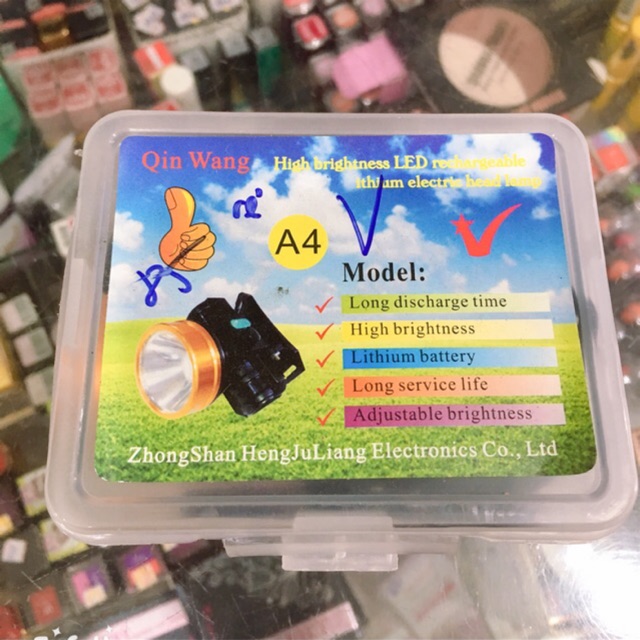 Qin Wang
High brightness LED rechargeable
ithium electric head lamp
A4
Model:
Long discharge time
High brightness
Lithium battery
Long service life
Adjustable brightness
ZhongShan HengJuLiang Electronics Co., Ltd